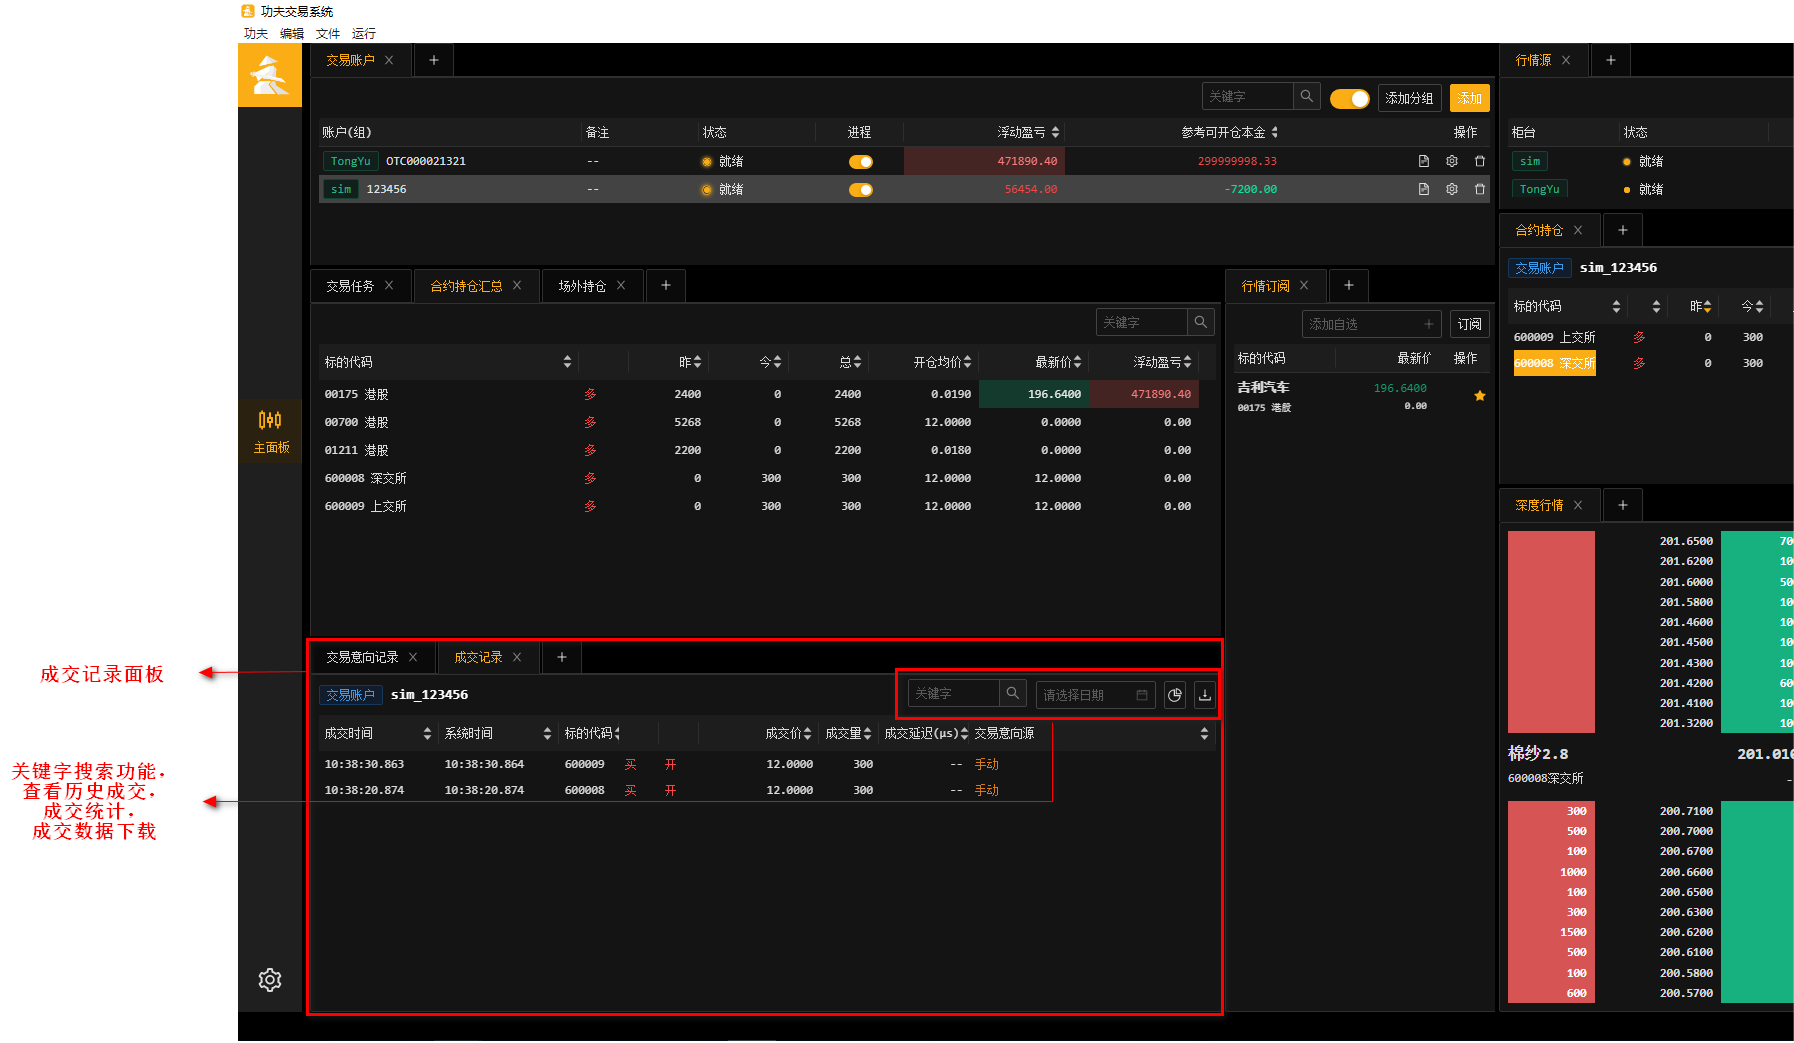 功夫交易系统
功夫 编辑 文件 运行
交易账户
关键字 添加分组 添加
账户(组) 备注 状态 进程 浮动盈亏 参考可开仓本金 操作
TongYu OTC000021321 -- 就绪 471890.40 299999998.33
sim 123456 -- 就绪 56454.00 -7200.00
行情源
柜台 状态
sim 就绪
TongYu 就绪
合约持仓
交易账户 sim_123456
标的代码 昨 今
600009 上交所 多 0 300
600008 深交所 多 0 300
主面板
交易任务 合约持仓汇总 场外持仓
关键字
标的代码 昨 今 总 开仓均价 最新价 浮动盈亏
00175 港股 多 2400 0 2400 0.0190 196.6400 471890.40
00700 港股 多 5268 0 5268 12.0000 0.0000 0.00
01211 港股 多 2200 0 2200 0.0180 0.0000 0.00
600008 深交所 多 0 300 300 12.0000 12.0000 0.00
600009 上交所 多 0 300 300 12.0000 12.0000 0.00
行情订阅
添加自选 订阅
标的代码 最新价 操作
吉利汽车 196.6400
00175 港股 0.00
深度行情
201.6500
201.6200
201.6000
201.5800
201.4600
201.4500
201.4300
201.4200
201.4100
201.3200
棉纱2.8
600008深交所
300 200.7100
500 200.7000
100 200.6700
1000 200.6600
100 200.6500
300 200.6300
1500 200.6200
500 200.6100
100 200.5800
600 200.5700
交易意向记录 成交记录
交易账户 sim_123456
关键字 请选择日期
成交时间 系统时间 标的代码 成交价 成交量 成交延迟(μs) 交易意向源
10:38:30.863 10:38:30.864 600009 买 开 12.0000 300 -- 手动
10:38:20.874 10:38:20.874 600008 买 开 12.0000 300 -- 手动
成交记录面板
关键字搜索功能，
查看历史成交，
成交统计，
成交数据下载